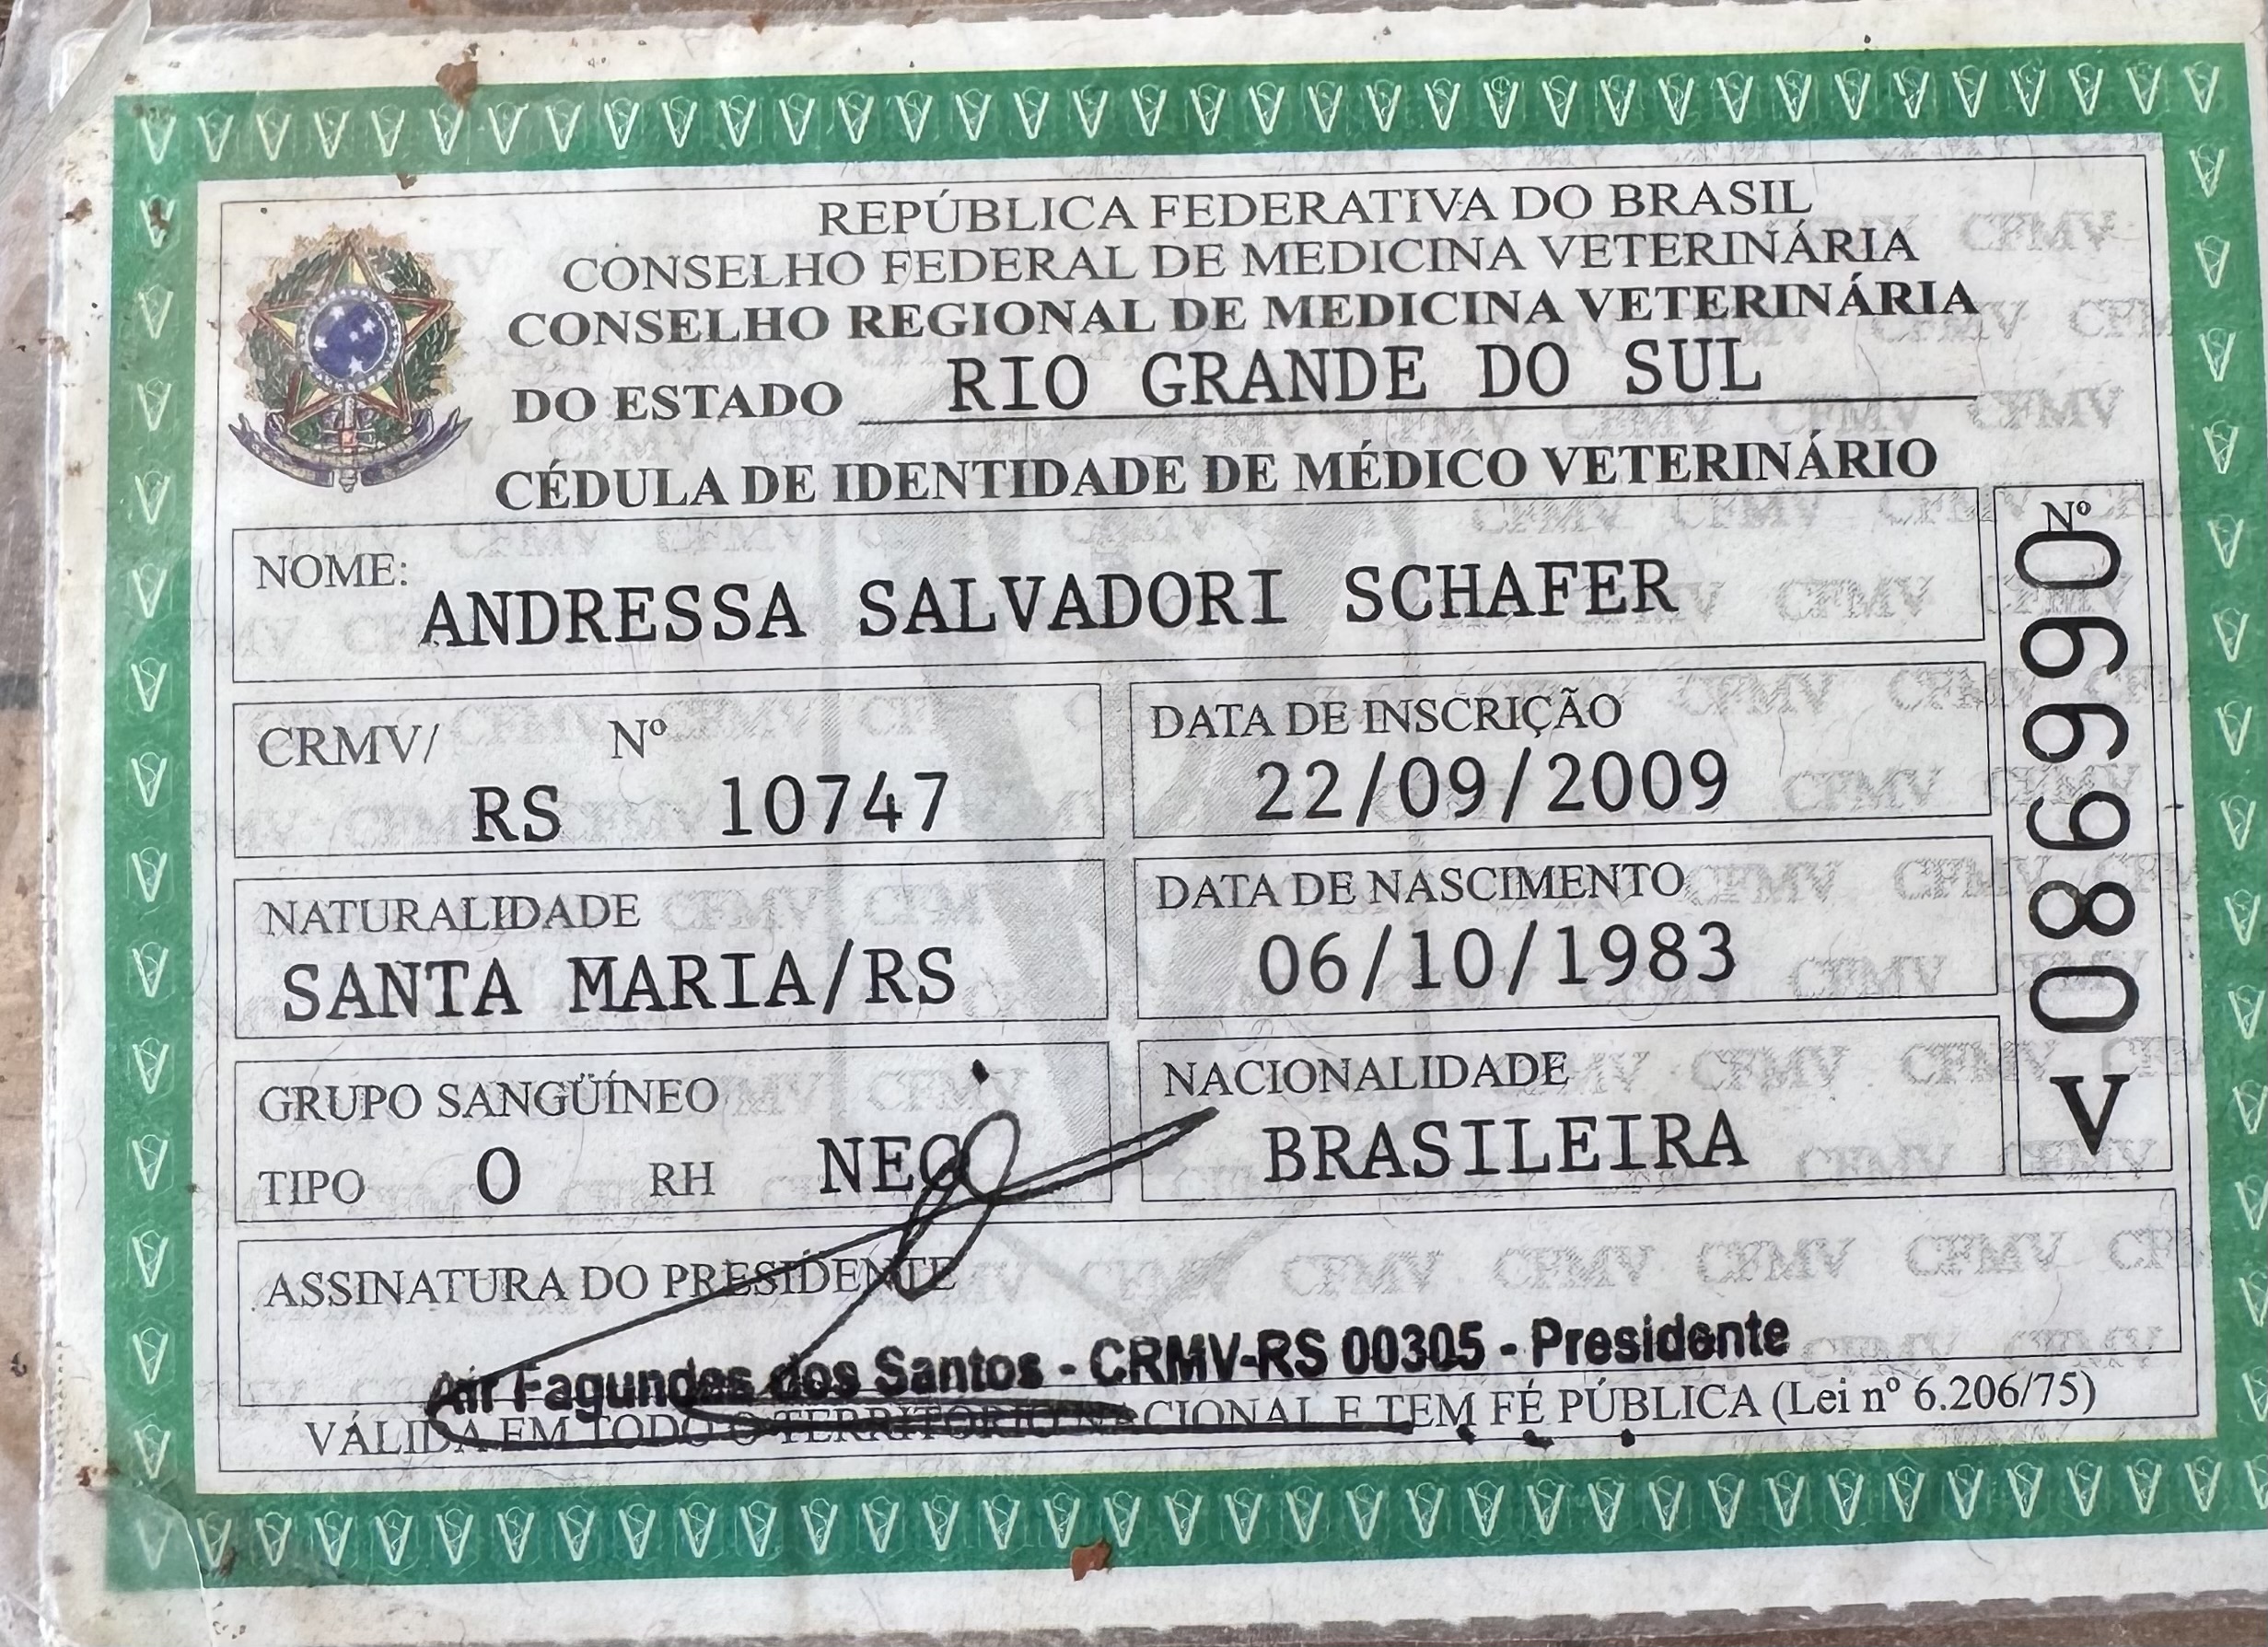 REPÚBLICA FEDERATIVA DO BRASIL
CONSELHO FEDERAL DE MEDICINA VETERINÁRIA
CONSELHO REGIONAL DE MEDICINA VETERINÁRIA
DO ESTADO RIO GRANDE DO SUL
CÉDULA DE IDENTIDADE DE MÉDICO VETERINÁRIO
NOME: ANDRESSA SALVADORI SCHAFER
CRMV/ Nº
RS 10747
DATA DE INSCRIÇÃO
22/09/2009
NATURALIDADE
SANTA MARIA/RS
DATA DE NASCIMENTO
06/10/1983
GRUPO SANGÜÍNEO
TIPO O RH NEG
NACIONALIDADE
BRASILEIRA
Nº
V 086990
ASSINATURA DO PRESIDENTE
Air Fagundes dos Santos - CRMV-RS 00305 - Presidente
VÁLIDA EM TODO O TERRITÓRIO NACIONAL E TEM FÉ PÚBLICA (Lei nº 6.206/75)